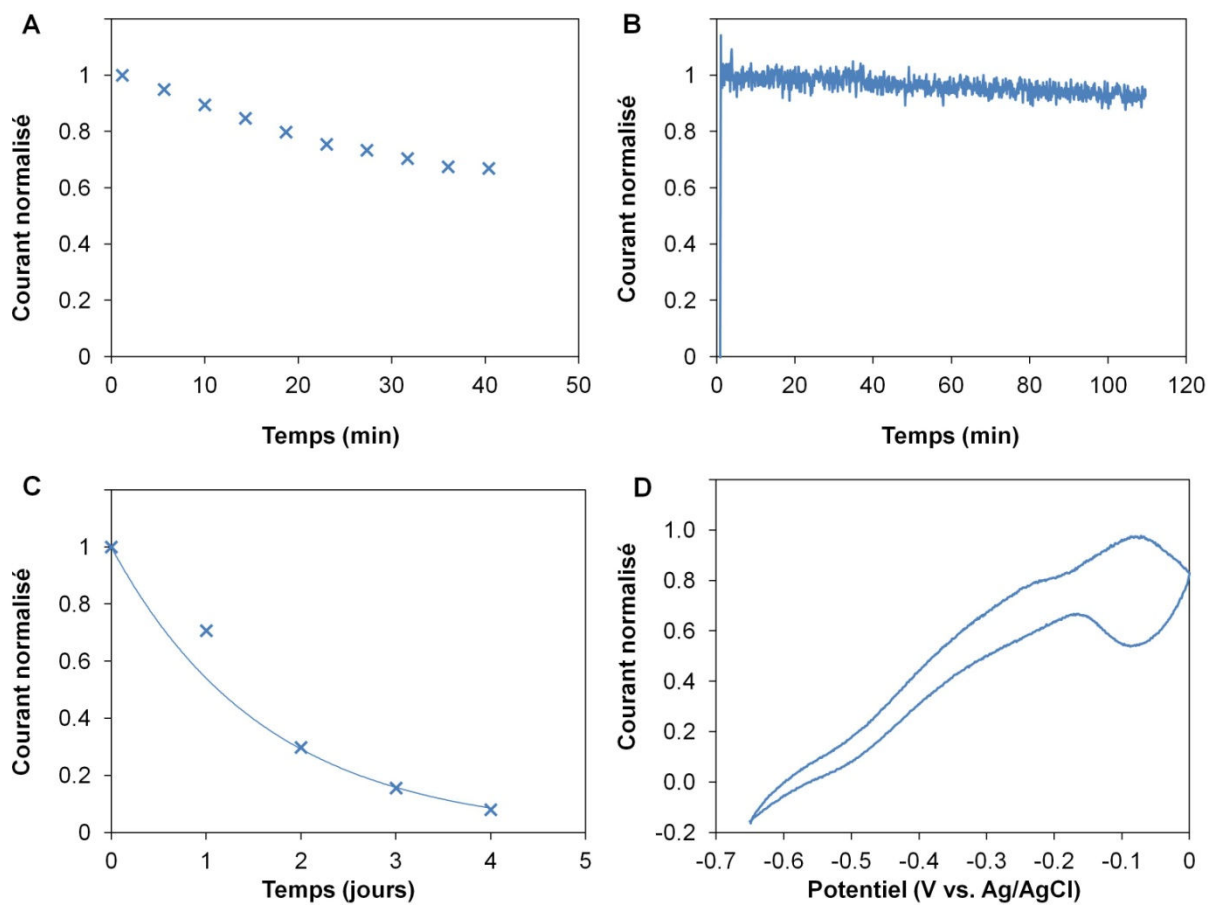 A
Courant normalisé
1
0.8
0.6
0.4
0.2
0
0 10 20 30 40 50
Temps (min)
B
Courant normalisé
1
0.8
0.6
0.4
0.2
0
0 20 40 60 80 100 120
Temps (min)
C
Courant normalisé
1
0.8
0.6
0.4
0.2
0
0 1 2 3 4 5
Temps (jours)
D
Courant normalisé
1.0
0.8
0.6
0.4
0.2
0.0
-0.2
-0.7 -0.6 -0.5 -0.4 -0.3 -0.2 -0.1 0
Potentiel (V vs. Ag/AgCl)